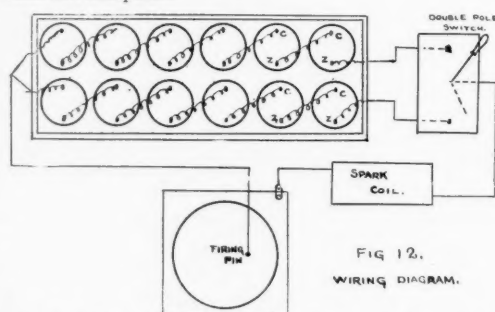 DOUBLE POLE
SWITCH.
C
C
Z
Z
C
C
Z
Z
SPARK
COIL.
FIRING
PIN
FIG 12.
WIRING DIAGRAM.